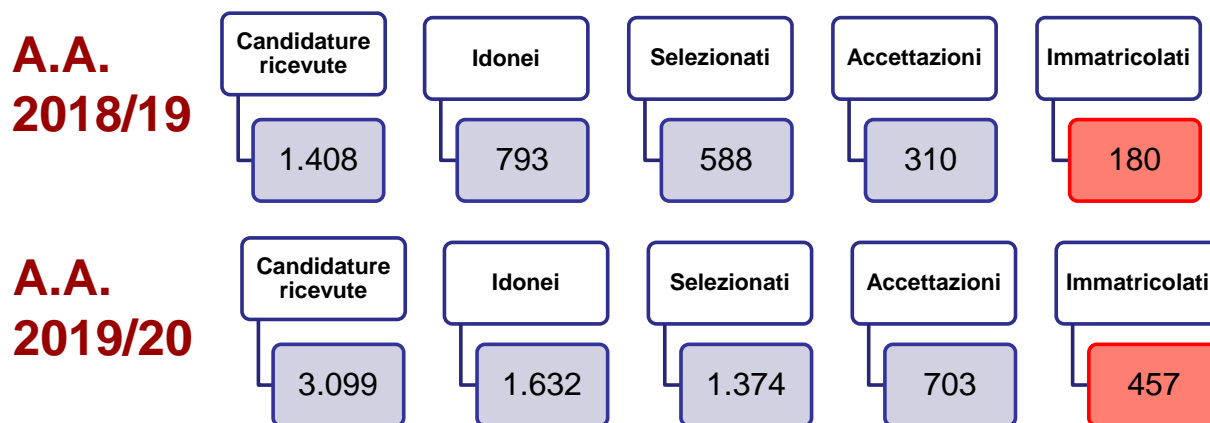 A.A.
2018/19
Candidature
ricevute
Idonei
Selezionati
Accettazioni
Immatricolati
1.408
793
588
310
180
A.A.
2019/20
Candidature
ricevute
Idonei
Selezionati
Accettazioni
Immatricolati
3.099
1.632
1.374
703
457